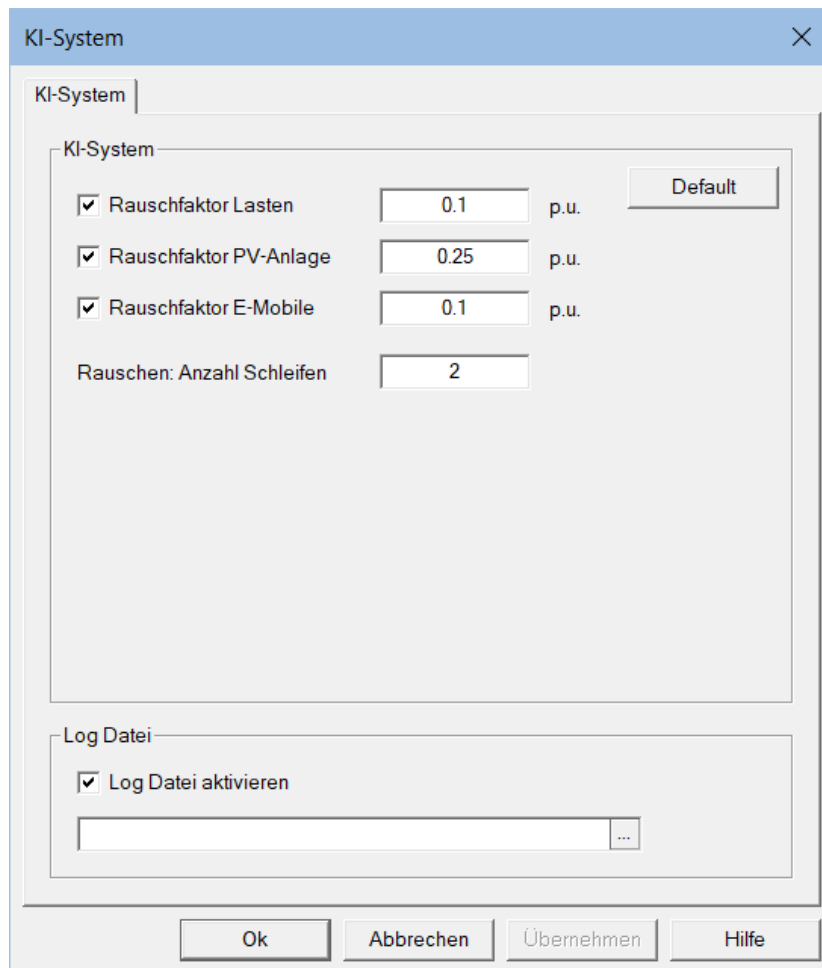 KI-System
KI-System
KI-System
Default
Rauschfaktor Lasten 0.1 p.u.
Rauschfaktor PV-Anlage 0.25 p.u.
Rauschfaktor E-Mobile 0.1 p.u.
Rauschen: Anzahl Schleifen 2
Log Datei
Log Datei aktivieren
...
Ok Abbrechen Übernehmen Hilfe